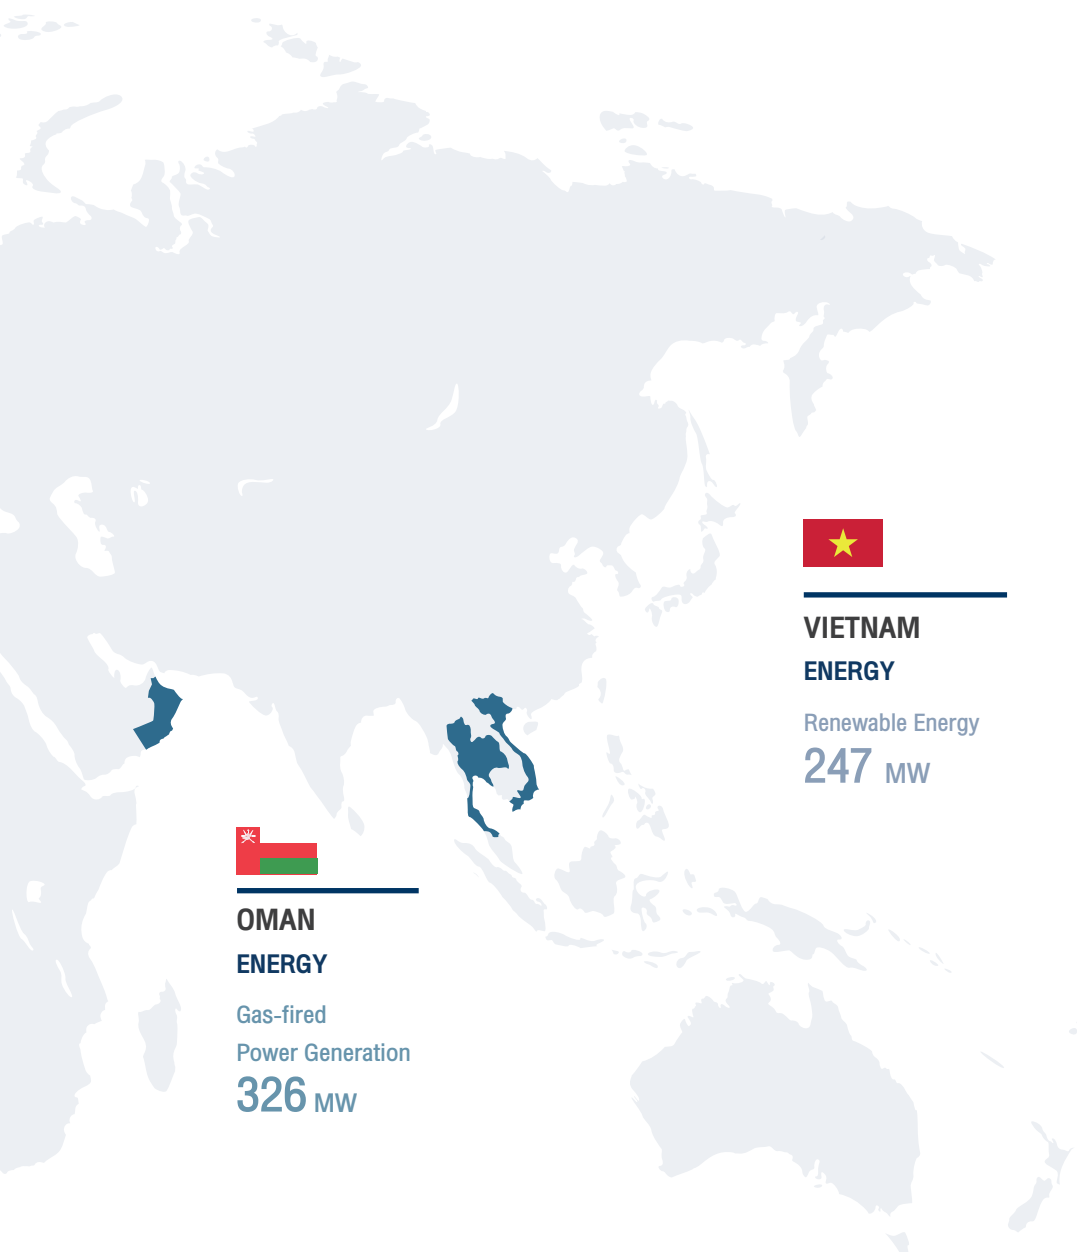 VIETNAM
ENERGY
Renewable Energy
247 MW
OMAN
ENERGY
Gas-fired
Power Generation
326 MW